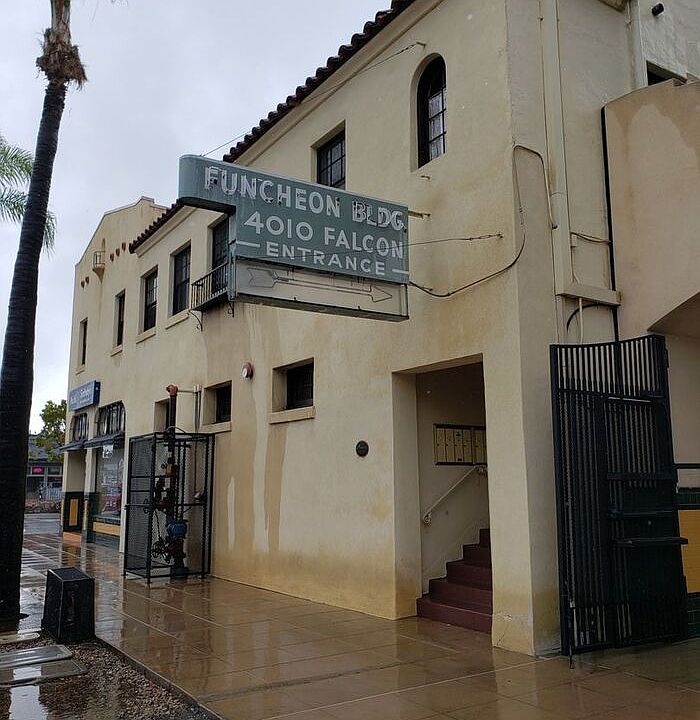 FUNCHEON BLDG.
4010 FALCON
ENTRANCE